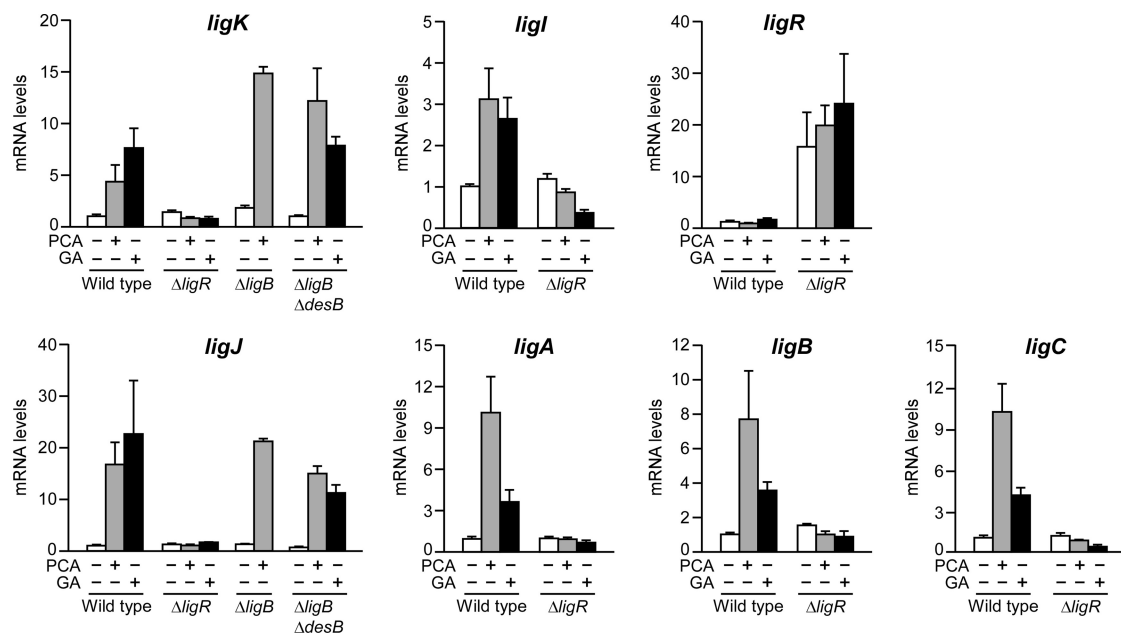 ligK
mRNA levels
20
15
10
5
0
PCA – + – – + – – + – + –
GA – – + – – + – – – – +
Wild type ΔligR ΔligB ΔligB
ΔdesB
ligI
mRNA levels
5
4
3
2
1
0
– + – – + –
– – + – – +
Wild type ΔligR
ligR
mRNA levels
40
30
20
10
0
PCA – + – – + –
GA – – + – – +
Wild type ΔligR
ligJ
mRNA levels
40
30
20
10
0
PCA – + – – + – – + – + –
GA – – + – – + – – – – +
Wild type ΔligR ΔligB ΔligB
ΔdesB
ligA
mRNA levels
15
12
9
6
3
0
PCA – + – – + –
GA – – + – – +
Wild type ΔligR
ligB
mRNA levels
12
10
8
6
4
2
0
PCA – + – – + –
GA – – + – – +
Wild type ΔligR
ligC
mRNA levels
15
12
9
6
3
0
PCA – + – – + –
GA – – + – – +
Wild type ΔligR